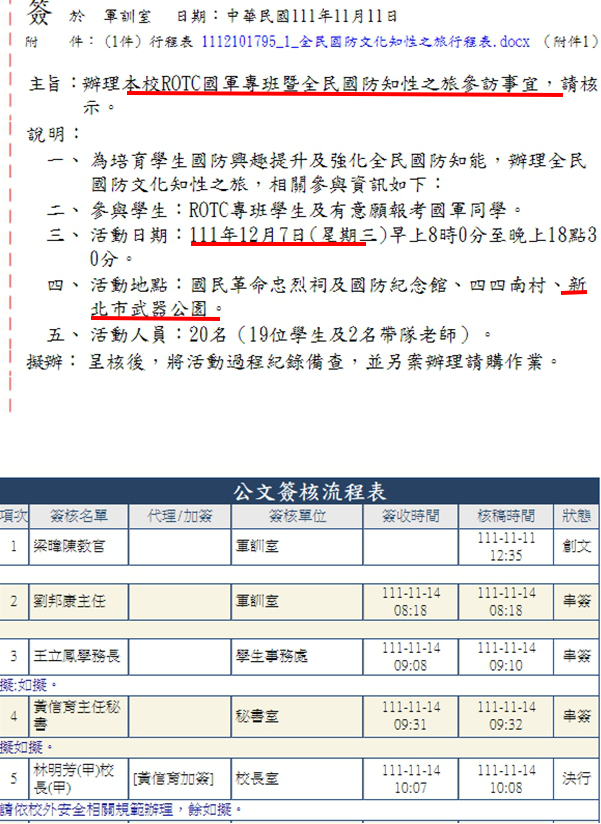 簽 於 軍訓室 日期：中華民國111年11月11日
附 件：(1件) 行程表 1112101795_1_全民國防文化知性之旅行程表.docx （附件1）
主旨：辦理本校ROTC國軍專班暨全民國防知性之旅參訪事宜，請核
示。
說明：
一、 為培育學生國防興趣提升及強化全民國防知能，辦理全民
國防文化知性之旅，相關參與資訊如下：
二、 參與學生：ROTC專班學生及有意願報考國軍同學。
三、 活動日期：111年12月7日(星期三)早上8時0分至晚上18點3
0分。
四、 活動地點：國民革命忠烈祠及國防紀念館、四四南村、新
北市武器公園。
五、 活動人員：20名（19位學生及2名帶隊老師）。
擬辦： 呈核後，將活動過程紀錄備查，並另案辦理請購作業。
公文簽核流程表
項次 簽核名單 代理/加簽 簽核單位 簽收時間 核稿時間 狀態
1 梁暐陳教官 軍訓室 111-11-11 12:35 創文
2 劉邦康主任 軍訓室 111-11-14 08:18 111-11-14 08:18 串簽
3 王立鳳學務長 學生事務處 111-11-14 09:08 111-11-14 09:10 串簽
擬:如擬。
4 黃信育主任秘書 秘書室 111-11-14 09:31 111-11-14 09:32 串簽
擬如擬。
5 林明芳(甲)校長(甲) [黃信育加簽] 校長室 111-11-14 10:07 111-11-14 10:08 決行
請依校外安全相關規範辦理，餘如擬。